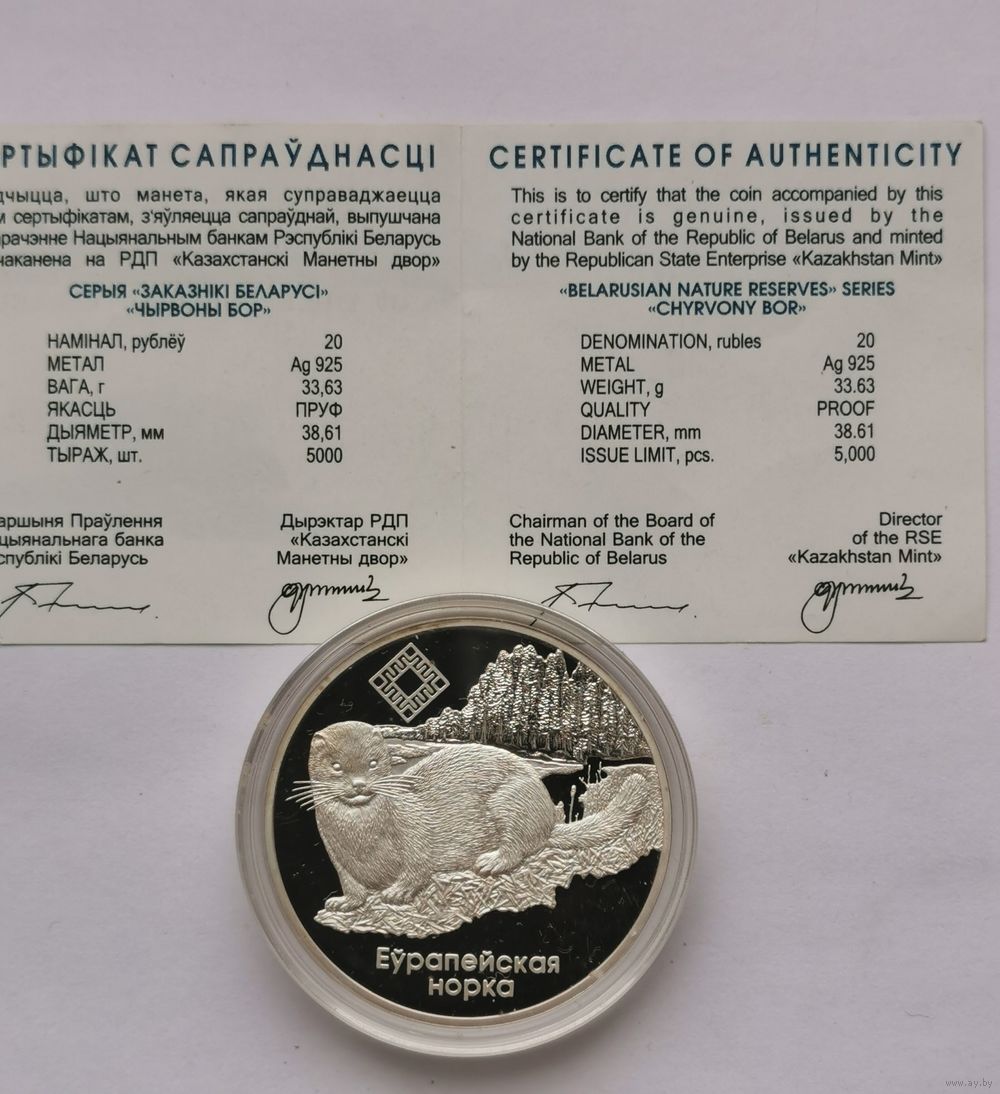 РТЫФІКАТ САПРАЎДНАСЦІ
што манета, якая суправаджаецца
сертыфікатам, з'яўляецца сапраўднай, выпушчана
Нацыянальным банкам Рэспублікі Беларусь
на РДП «Казахстанскі Манетны двор»
СЕРЫЯ «ЗАКАЗНІКІ БЕЛАРУСІ»
«ЧЫРВОНЫ БОР»
НАМІНАЛ, рублёў 20
МЕТАЛ Ag 925
ВАГА, г 33,63
ЯКАСЦЬ ПРУФ
ДЫЯМЕТР, мм 38,61
ТЫРАЖ, шт. 5000
аршыня Праўлення
цыянальнага банка
спублікі Беларусь
Дырэктар РДП
«Казахстанскі
Манетны двор»
CERTIFICATE OF AUTHENTICITY
This is to certify that the coin accompanied by this
certificate is genuine, issued by the
National Bank of the Republic of Belarus and minted
by the Republican State Enterprise «Kazakhstan Mint»
«BELARUSIAN NATURE RESERVES» SERIES
«CHYRVONY BOR»
DENOMINATION, rubles 20
METAL Ag 925
WEIGHT, g 33.63
QUALITY PROOF
DIAMETER, mm 38.61
ISSUE LIMIT, pcs. 5,000
Chairman of the Board of
the National Bank of the
Republic of Belarus
Director
of the RSE
«Kazakhstan Mint»
Еўрапейская
норка
www.ay.by